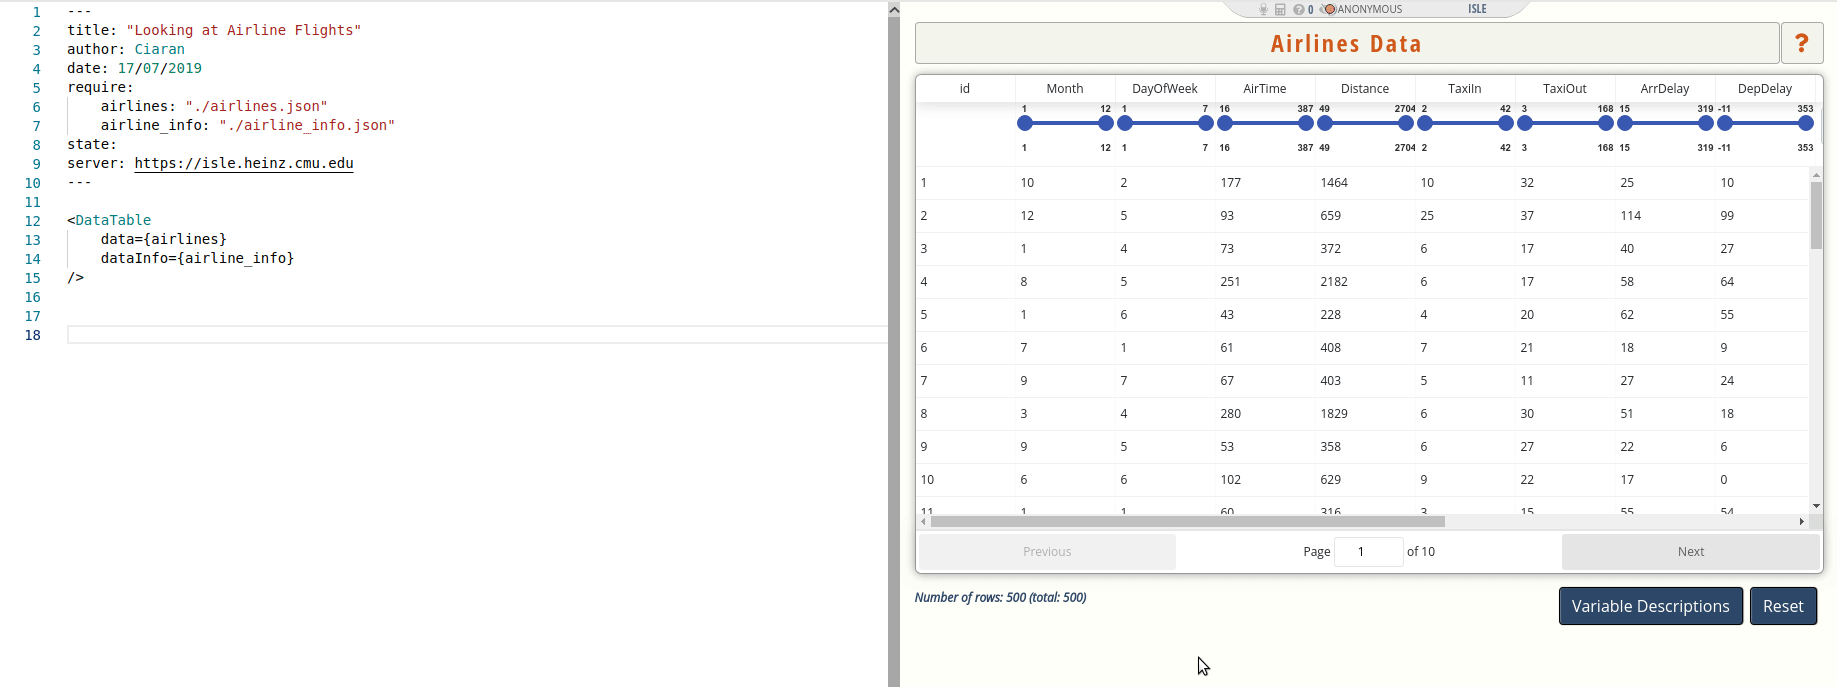 1 ---
2 title: "Looking at Airline Flights"
3 author: Ciaran
4 date: 17/07/2019
5 require:
6 airlines: "./airlines.json"
7 airline_info: "./airline_info.json"
8 state:
9 server: https://isle.heinz.cmu.edu
10 ---
11
12 <DataTable
13 data={airlines}
14 dataInfo={airline_info}
15 />
16
17
18
0 ANONYMOUS ISLE
Airlines Data ?
id Month DayOfWeek AirTime Distance TaxiIn TaxiOut ArrDelay DepDelay
1 12 1 7 16 387 49 2704 2 42 3 168 15 319 -11 353
1 12 1 7 16 387 49 2704 2 42 3 168 15 319 -11 353
1 10 2 177 1464 10 32 25 10
2 12 5 93 659 25 37 114 99
3 1 4 73 372 6 17 40 27
4 8 5 251 2182 6 17 58 64
5 1 6 43 228 4 20 62 55
6 7 1 61 408 7 21 18 9
7 9 7 67 403 5 11 27 24
8 3 4 280 1829 6 30 51 18
9 9 5 53 358 6 27 22 6
10 6 6 102 629 9 22 17 0
11 1 1 60 316 3 15 55 54
Previous Page 1 of 10 Next
Number of rows: 500 (total: 500)
Variable Descriptions Reset